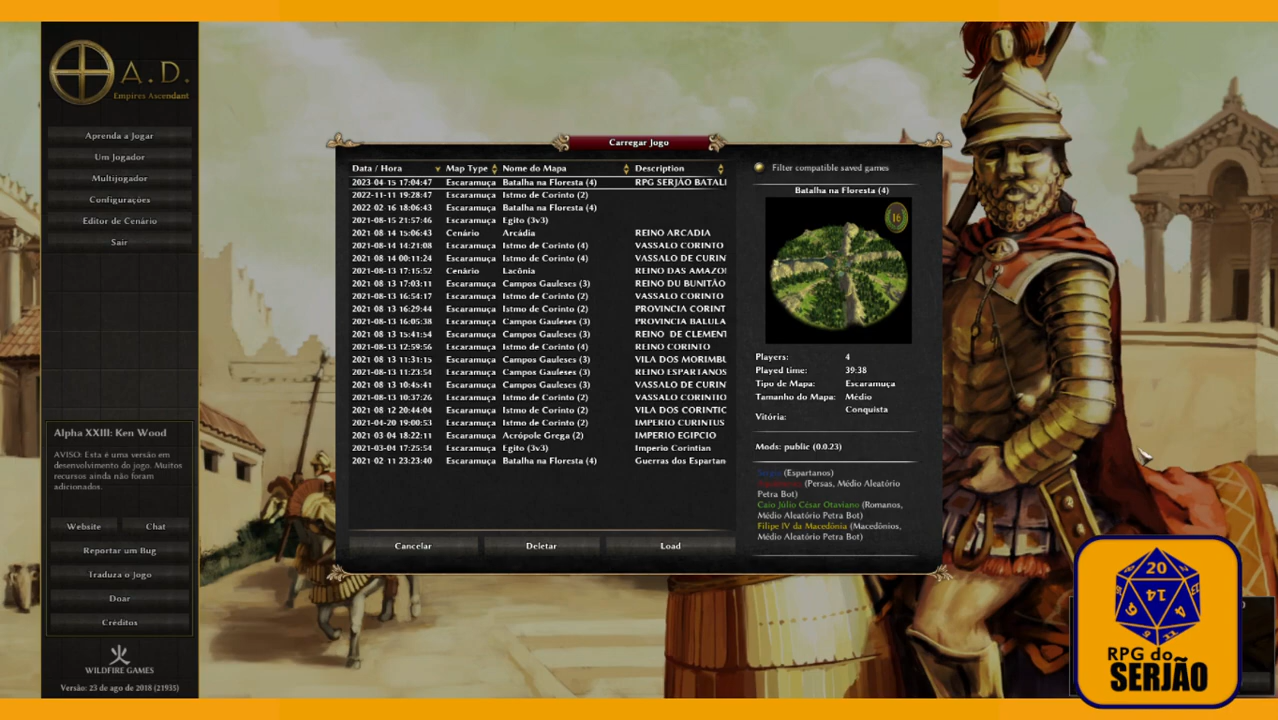 A.D.
Empires Ascendant
Aprenda a Jogar
Um Jogador
Multijogador
Configurações
Editor de Cenário
Sair
Alpha XXIII: Ken Wood
AVISO: Esta é uma versão em
desenvolvimento do jogo. Muitos
recursos ainda não foram
adicionados.
Website Chat
Reportar um Bug
Traduza o Jogo
Doar
Créditos
WILDFIRE GAMES
Versão: 23 de ago de 2018 (21935)
Carregar Jogo
Data / Hora Map Type Nome do Mapa Description
2023-04-15 17:04:47 Escaramuça Batalha na Floresta (4) RPG SERJÃO BATALI
2022-11-11 19:28:47 Escaramuça Istmo de Corinto (2)
2022 02 16 18:06:43 Escaramuça Batalha na Floresta (4)
2021-08-15 21:57:46 Escaramuça Egito (3v3)
2021 08 14 15:06:43 Cenário Arcádia REINO ARCADIA
2021-08-14 14:21:08 Escaramuça Istmo de Corinto (4) VASSALO CORINTO
2021 08 14 00:11:24 Escaramuça Istmo de Corinto (4) VASSALO DE CURIN
2021-08-13 17:15:52 Cenário Lacônia REINO DAS AMAZO
2021 08 13 17:03:11 Escaramuça Campos Gauleses (3) REINO DU BUNITÃO
2021-08-13 16:54:17 Escaramuça Istmo de Corinto (2) VASSALO CORINTO
2021 08 13 16:29:44 Escaramuça Istmo de Corinto (2) PROVINCIA CORINT
2021-08-13 16:05:38 Escaramuça Campos Gauleses (3) PROVINCIA BALULA
2021 08 13 15:41:54 Escaramuça Campos Gauleses (3) REINO DE CLEMENT
2021-08-13 12:59:56 Escaramuça Istmo de Corinto (4) REINO CORINTO
2021 08 13 11:31:15 Escaramuça Campos Gauleses (3) VILA DOS MORIMBU
2021-08-13 11:23:54 Escaramuça Campos Gauleses (3) REINO ESPARTANOS
2021 08 13 10:45:41 Escaramuça Campos Gauleses (3) VASSALO DE CURIN
2021-08-13 10:37:26 Escaramuça Istmo de Corinto (2) VASSALO CORINTIO
2021 08 12 20:44:04 Escaramuça Istmo de Corinto (2) VILA DOS CORINTIC
2021-04-20 19:00:53 Escaramuça Istmo de Corinto (2) IMPERIO CURINTUS
2021 03 04 18:22:11 Escaramuça Acrópole Grega (2) IMPERIO EGIPCIO
2021-03-04 17:25:54 Escaramuça Egito (3v3) Imperio Corintian
2021 02 11 23:23:40 Escaramuça Batalha na Floresta (4) Guerras dos Espartan
Cancelar Deletar Load
Filter compatible saved games
Batalha na Floresta (4)
16
Players: 4
Played time: 39:38
Tipo de Mapa: Escaramuça
Tamanho do Mapa: Médio
Vitória: Conquista
Mods: public (0.0.23)
(Espartanos)
(Persas, Médio Aleatório
Petra Bot)
Caio Júlio César Otaviano (Romanos,
Médio Aleatório Petra Bot)
Filipe IV da Macedônia (Macedônios,
Médio Aleatório Petra Bot)
20
14
RPG do
SERJÃO